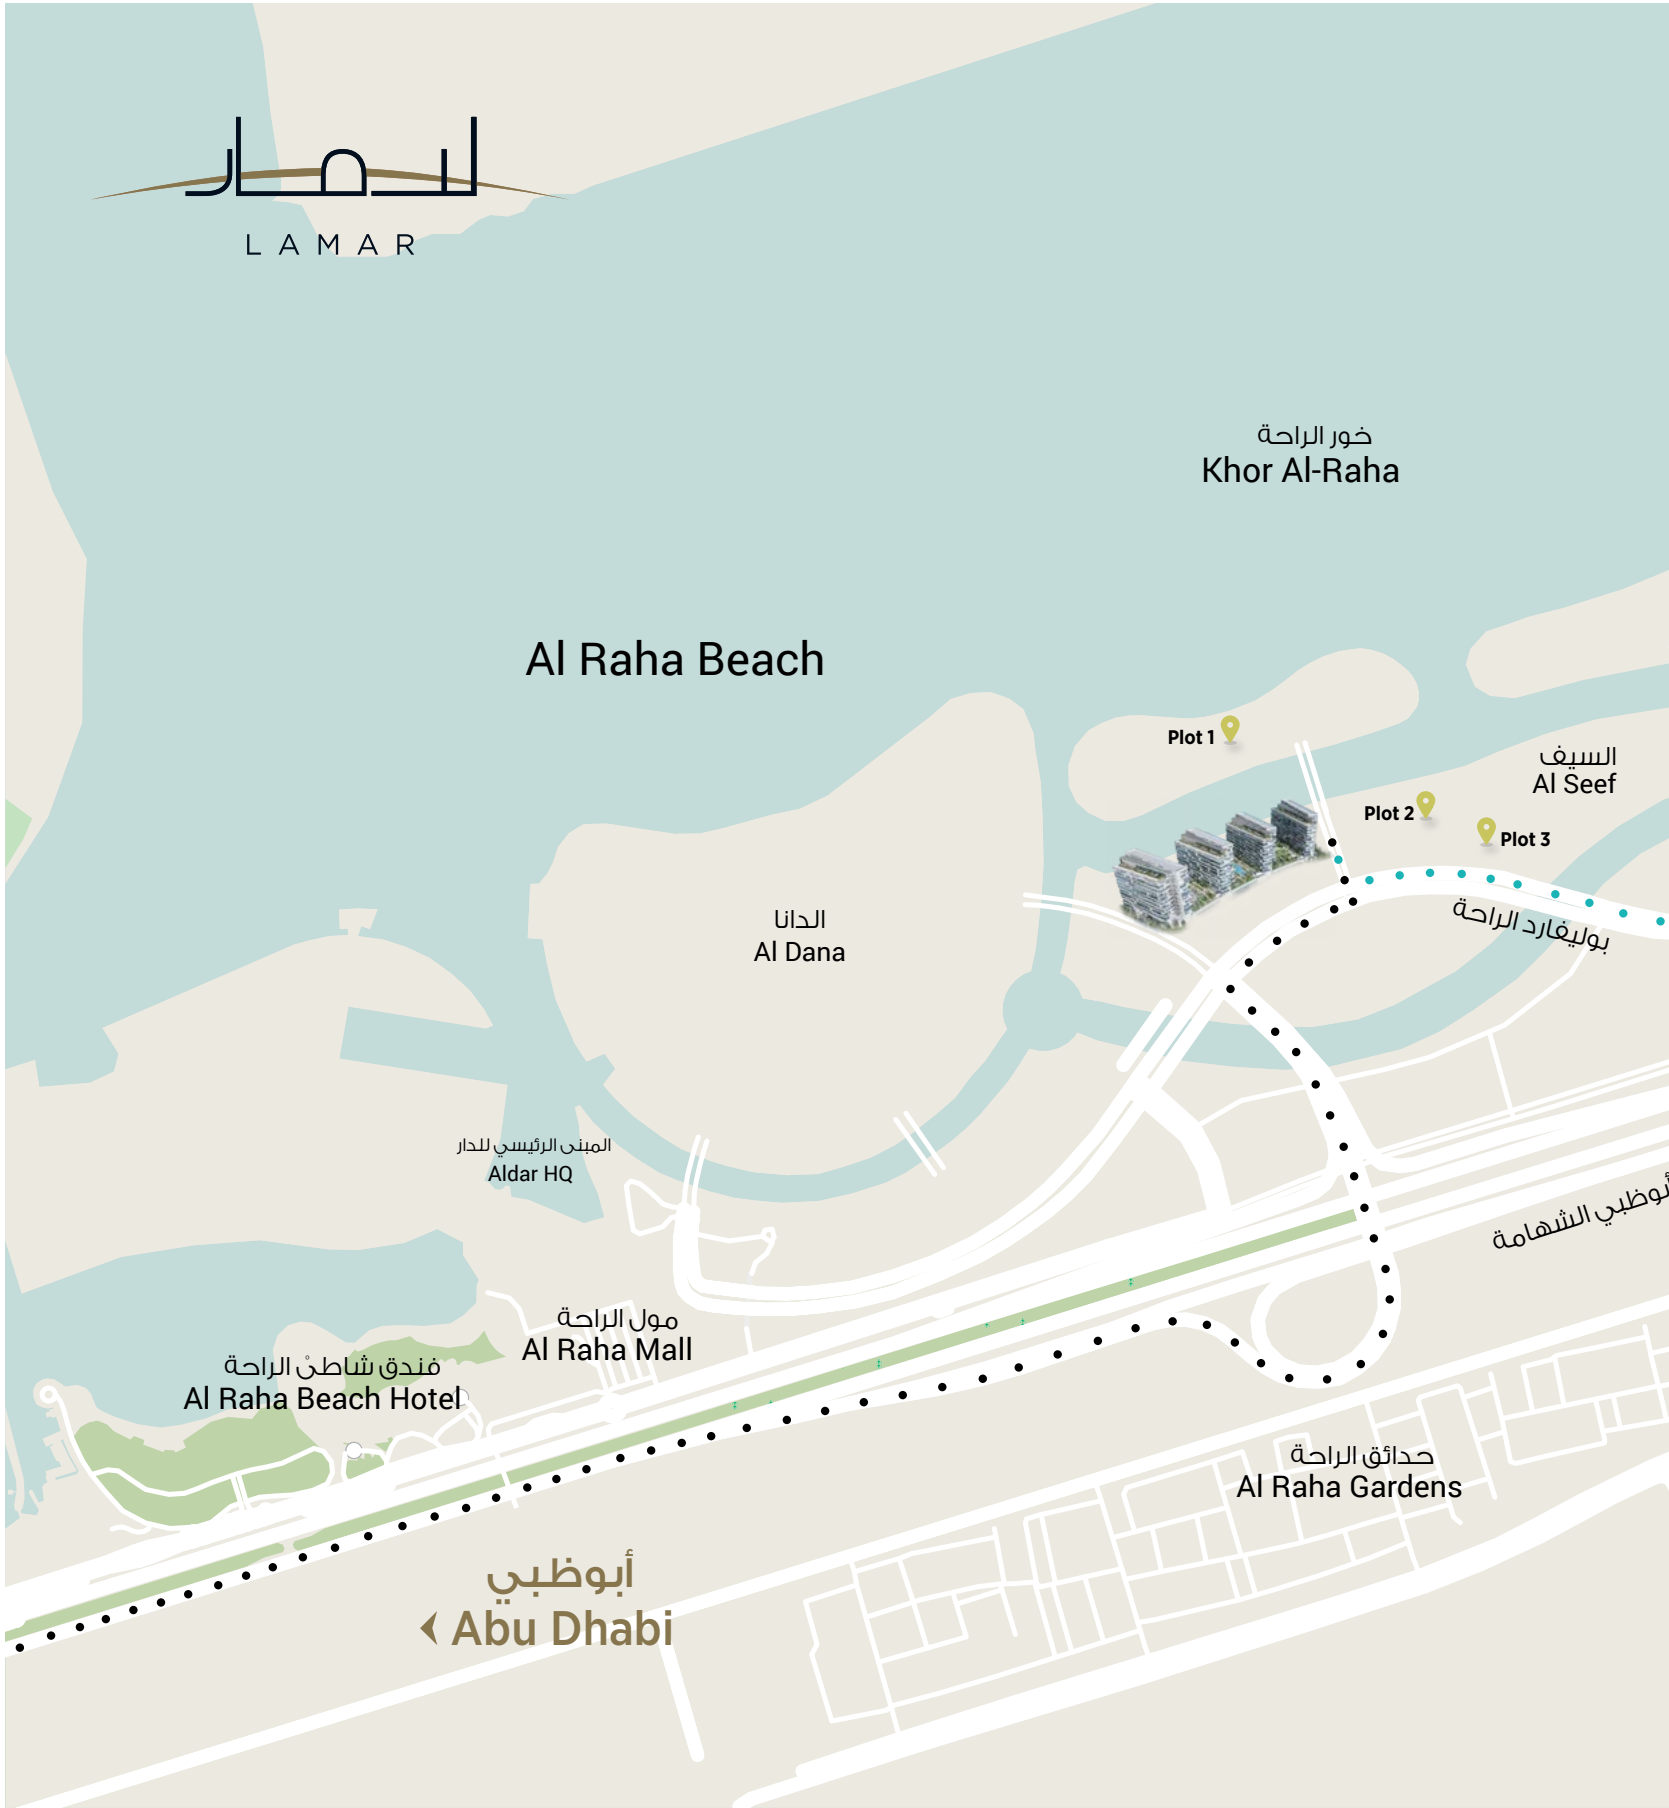 لامار
LAMAR
خور الراحة
Khor Al-Raha
Al Raha Beach
Plot 1
السيف
Al Seef
Plot 2
Plot 3
بوليفارد الراحة
الدانا
Al Dana
المبنى الرئيسي للدار
Aldar HQ
أبوظبي الشهامة
مول الراحة
Al Raha Mall
فندق شاطئ الراحة
Al Raha Beach Hotel
حدائق الراحة
Al Raha Gardens
أبوظبي
Abu Dhabi